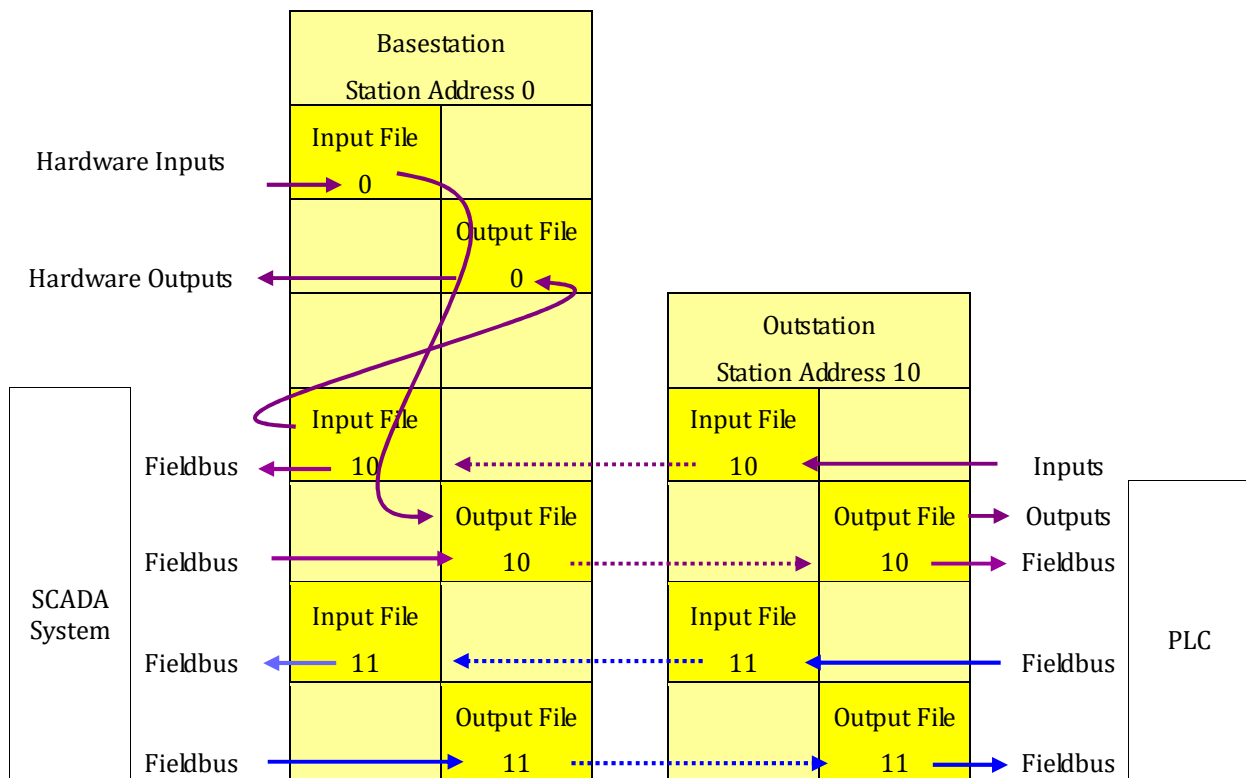 Basestation
Station Address 0
Input File
Hardware Inputs
0
Output File
Hardware Outputs
0
Outstation
Station Address 10
Input File
Input File
Fieldbus
10
10
Inputs
Output File
Output File
Outputs
Fieldbus
10
10
Fieldbus
SCADA
System
Input File
Input File
PLC
Fieldbus
11
11
Fieldbus
Output File
Output File
Fieldbus
11
11
Fieldbus